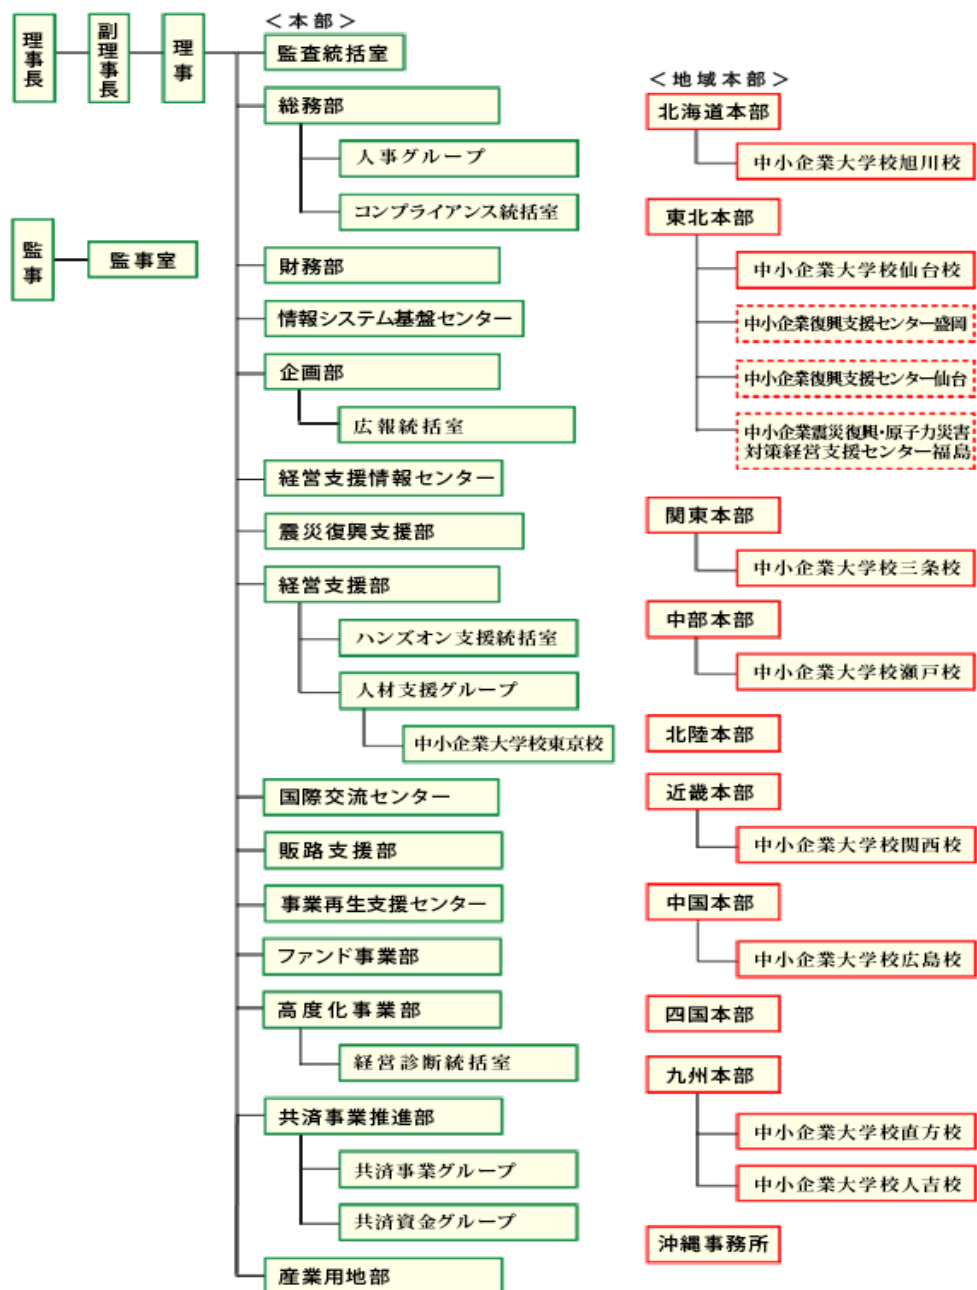 理事長
副理事長
理事
監事
監事室
＜本部＞
監査統括室
総務部
人事グループ
コンプライアンス統括室
財務部
情報システム基盤センター
企画部
広報統括室
経営支援情報センター
震災復興支援部
経営支援部
ハンズオン支援統括室
人材支援グループ
中小企業大学校東京校
国際交流センター
販路支援部
事業再生支援センター
ファンド事業部
高度化事業部
経営診断統括室
共済事業推進部
共済事業グループ
共済資金グループ
産業用地部
＜地域本部＞
北海道本部
中小企業大学校旭川校
東北本部
中小企業大学校仙台校
中小企業復興支援センター盛岡
中小企業復興支援センター仙台
中小企業震災復興・原子力災害
対策経営支援センター福島
関東本部
中小企業大学校三条校
中部本部
中小企業大学校瀬戸校
北陸本部
近畿本部
中小企業大学校関西校
中国本部
中小企業大学校広島校
四国本部
九州本部
中小企業大学校直方校
中小企業大学校人吉校
沖縄事務所